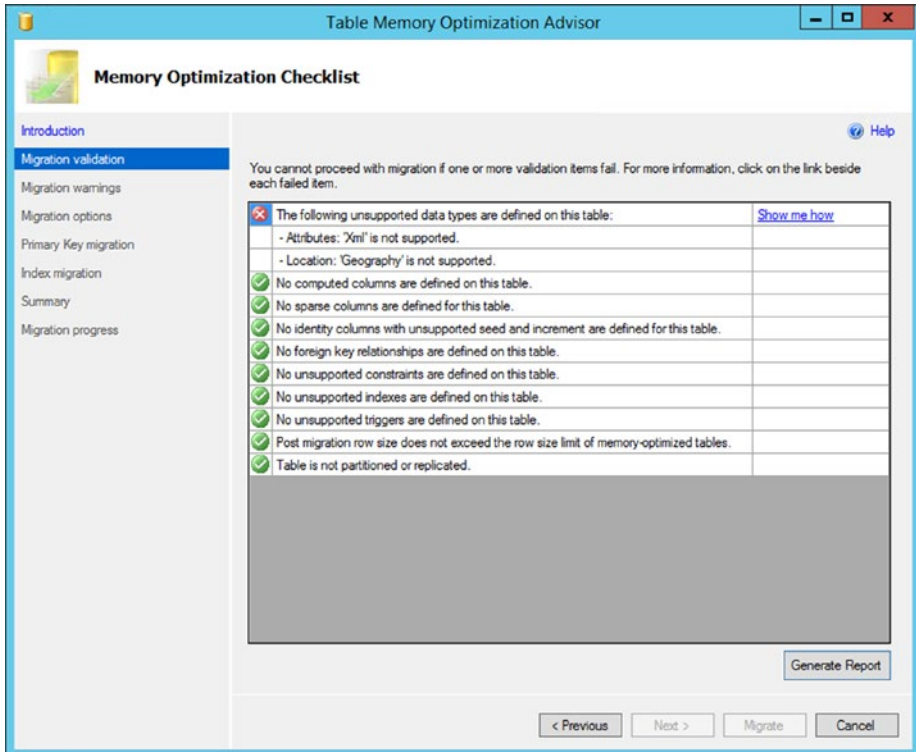 Table Memory Optimization Advisor
Memory Optimization Checklist
Introduction
Migration validation
Migration warnings
Migration options
Primary Key migration
Index migration
Summary
Migration progress
Help
You cannot proceed with migration if one or more validation items fail. For more information, click on the link beside
each failed item.
The following unsupported data types are defined on this table: Show me how
- Attributes: 'Xml' is not supported.
- Location: 'Geography' is not supported.
No computed columns are defined on this table.
No sparse columns are defined for this table.
No identity columns with unsupported seed and increment are defined for this table.
No foreign key relationships are defined on this table.
No unsupported constraints are defined on this table.
No unsupported indexes are defined on this table.
No unsupported triggers are defined on this table.
Post migration row size does not exceed the row size limit of memory-optimized tables.
Table is not partitioned or replicated.
Generate Report
< Previous Next > Migrate Cancel